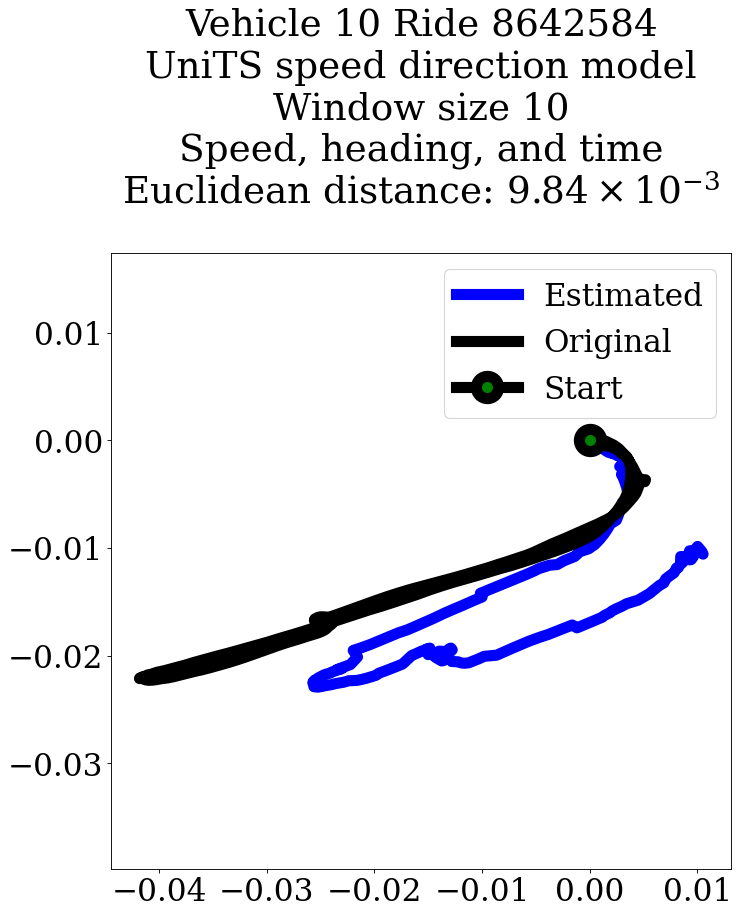 Vehicle 10 Ride 8642584
UniTS speed direction model
Window size 10
Speed, heading, and time
Euclidean distance: 9.84 × 10⁻³
Estimated
Original
Start
0.01
0.00
−0.01
−0.02
−0.03
−0.04 −0.03 −0.02 −0.01 0.00 0.01